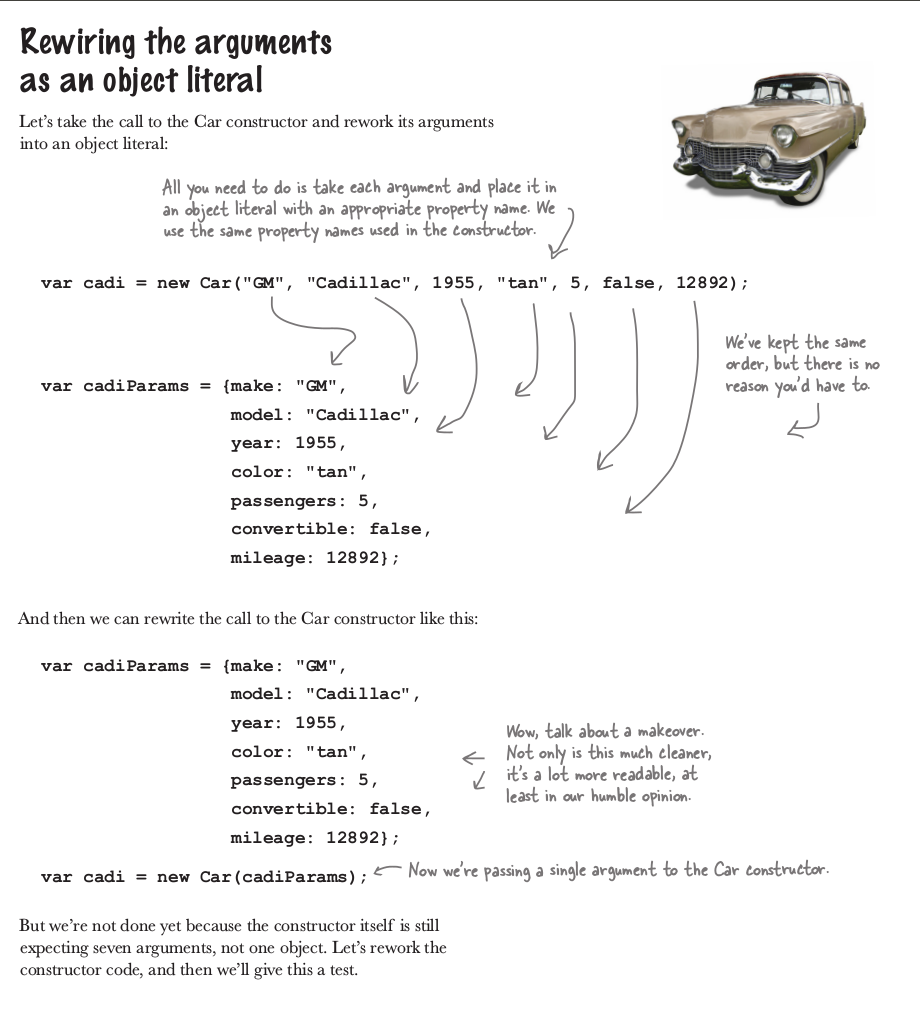 Rewiring the arguments
as an object literal
Let's take the call to the Car constructor and rework its arguments
into an object literal:
All you need to do is take each argument and place it in
an object literal with an appropriate property name. We
use the same property names used in the constructor.
var cadi = new Car("GM", "Cadillac", 1955, "tan", 5, false, 12892);
We've kept the same
order, but there is no
reason you'd have to.
var cadiParams = {make: "GM",
model: "Cadillac",
year: 1955,
color: "tan",
passengers: 5,
convertible: false,
mileage: 12892};
And then we can rewrite the call to the Car constructor like this:
var cadiParams = {make: "GM",
model: "Cadillac",
year: 1955,
color: "tan",
passengers: 5,
convertible: false,
mileage: 12892};
Wow, talk about a makeover.
Not only is this much cleaner,
it's a lot more readable, at
least in our humble opinion.
var cadi = new Car(cadiParams);
Now we're passing a single argument to the Car constructor.
But we're not done yet because the constructor itself is still
expecting seven arguments, not one object. Let's rework the
constructor code, and then we'll give this a test.